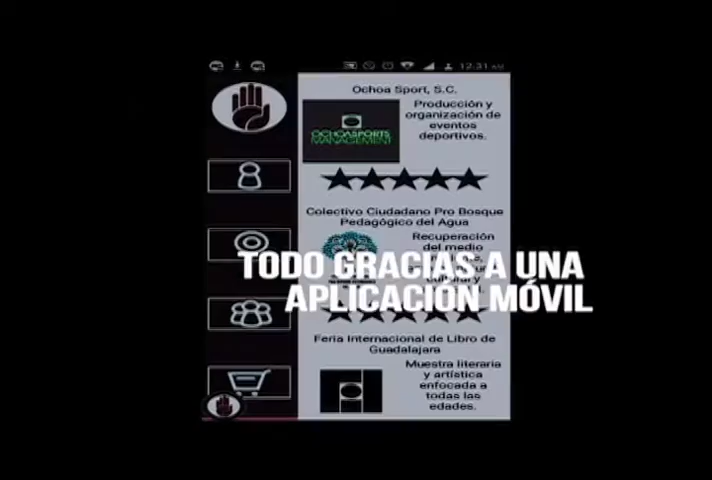 12:31 AM
Ochoa Sport, S.C.
OCHOASPORTS
MANAGEMENT
Producción y
organización de
eventos
deportivos.
Colectivo Ciudadano Pro Bosque
Pedagógico del Agua
Recuperación
del medio
TODO GRACIAS A UNA
APLICACIÓN MÓVIL
Feria Internacional de Libro de
Guadalajara
Muestra literaria
y artística
enfocada a
todas las
edades.